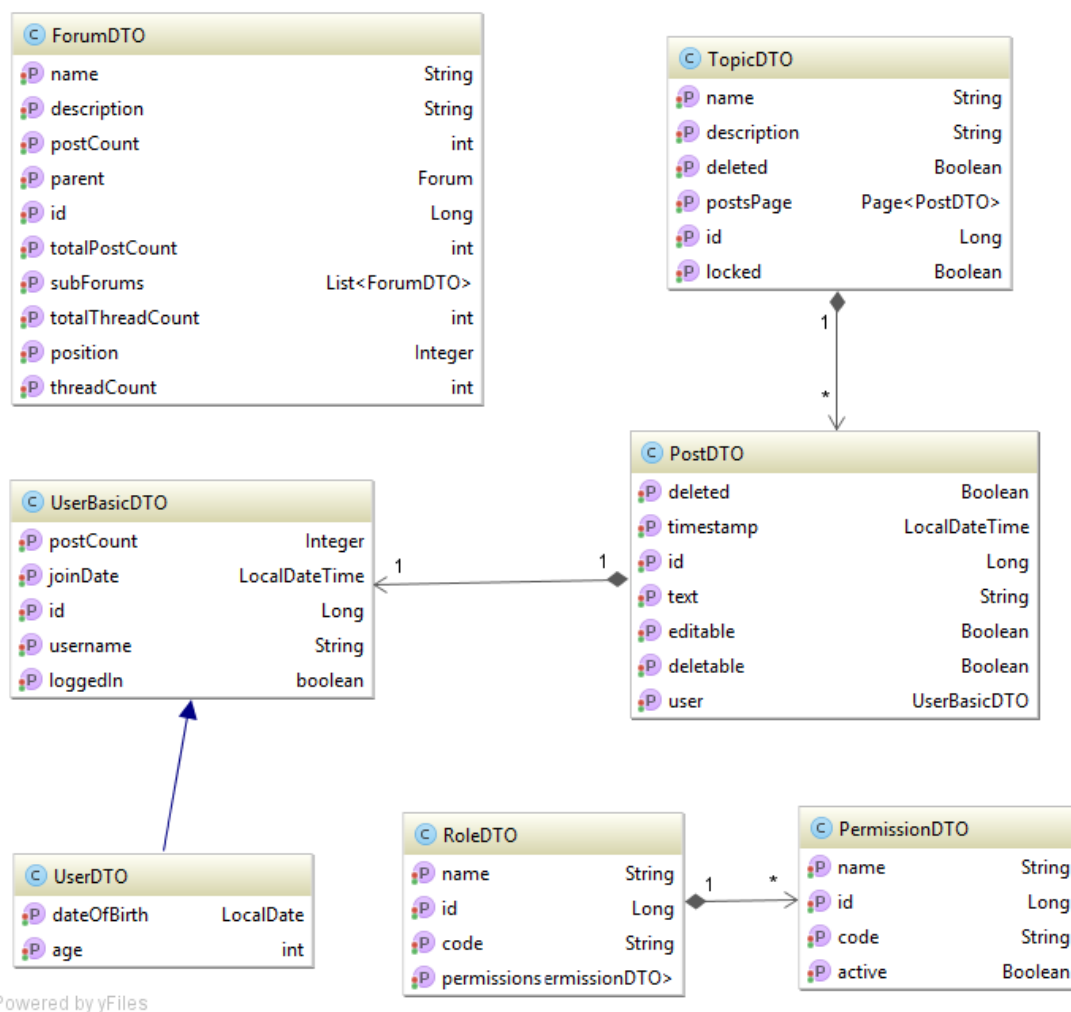 C ForumDTO
P name String
P description String
P postCount int
P parent Forum
P id Long
P totalPostCount int
P subForums List<ForumDTO>
P totalThreadCount int
P position Integer
P threadCount int
C TopicDTO
P name String
P description String
P deleted Boolean
P postsPage Page<PostDTO>
P id Long
P locked Boolean
1
*
C PostDTO
P deleted Boolean
P timestamp LocalDateTime
P id Long
P text String
P editable Boolean
P deletable Boolean
P user UserBasicDTO
C UserBasicDTO
P postCount Integer
P joinDate LocalDateTime
P id Long
P username String
P loggedIn boolean
1 1
C UserDTO
P dateOfBirth LocalDate
P age int
C RoleDTO
P name String
P id Long
P code String
P permissions ermissionDTO>
1 *
C PermissionDTO
P name String
P id Long
P code String
P active Boolean
Powered by yFiles